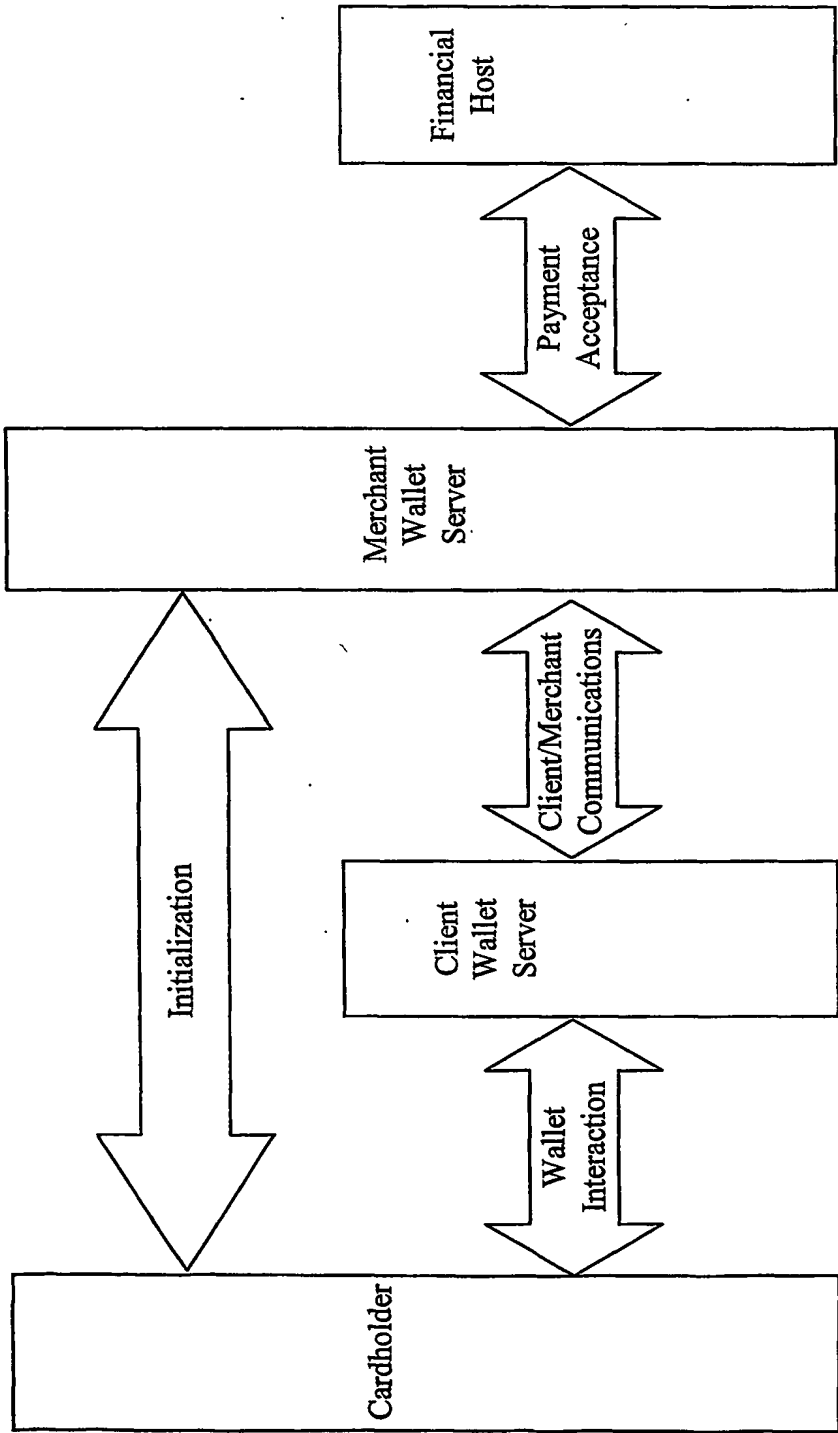 Cardholder
Initialization
Wallet
Interaction
Client
Wallet
Server
Client/Merchant
Communications
Merchant
Wallet
Server
Payment
Acceptance
Financial
Host